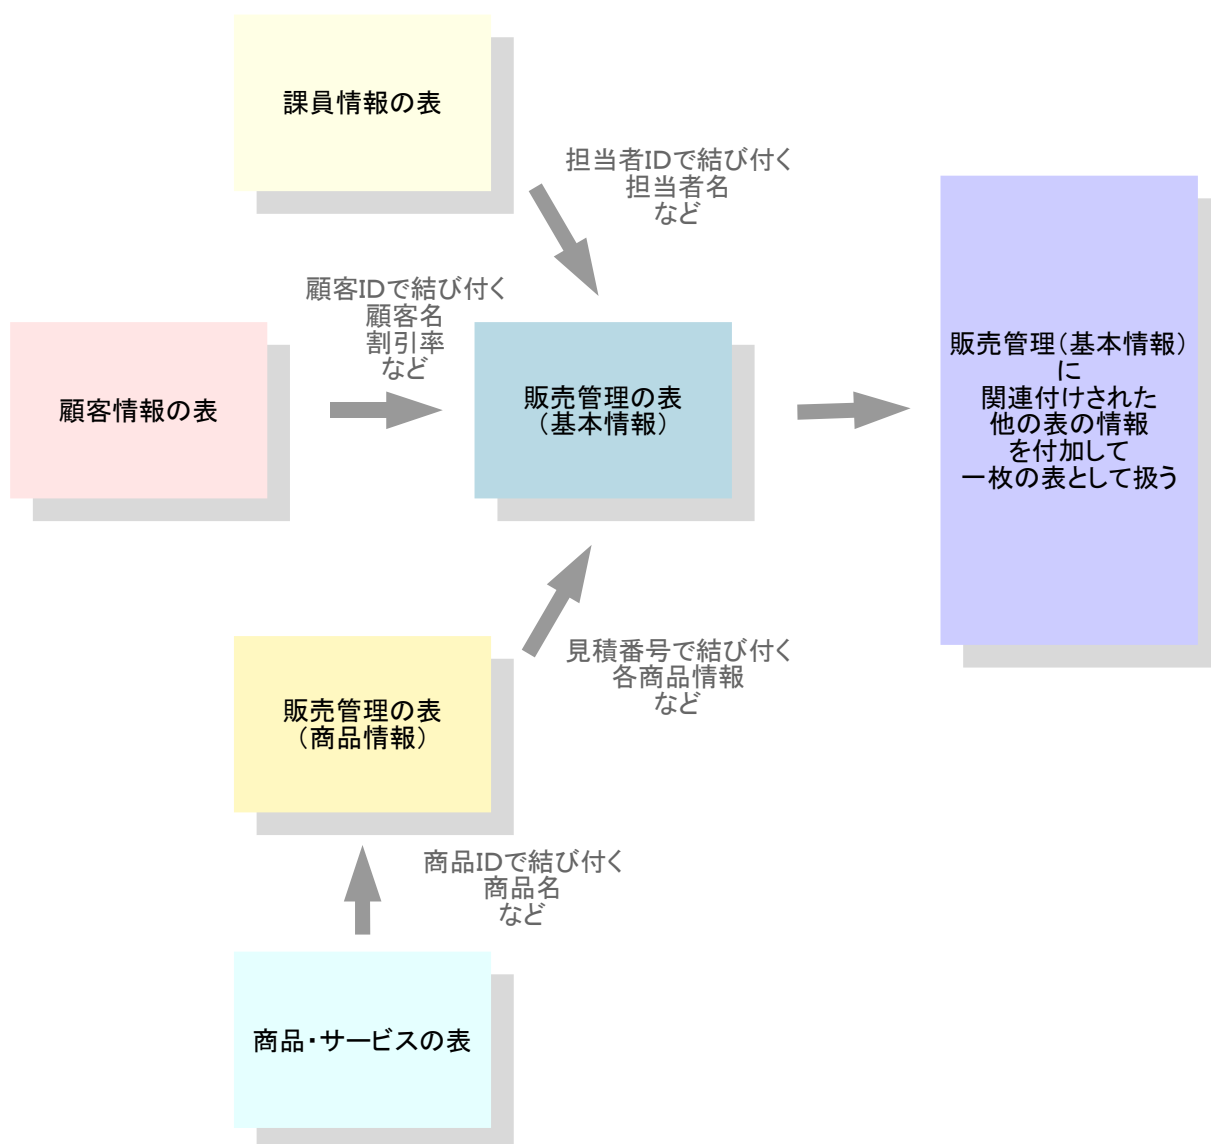 課員情報の表
担当者IDで結び付く
担当者名
など
顧客IDで結び付く
顧客名
割引率
など
顧客情報の表
販売管理の表
（基本情報）
販売管理（基本情報）
に
関連付けされた
他の表の情報
を付加して
一枚の表として扱う
見積番号で結び付く
各商品情報
など
販売管理の表
（商品情報）
商品IDで結び付く
商品名
など
商品・サービスの表